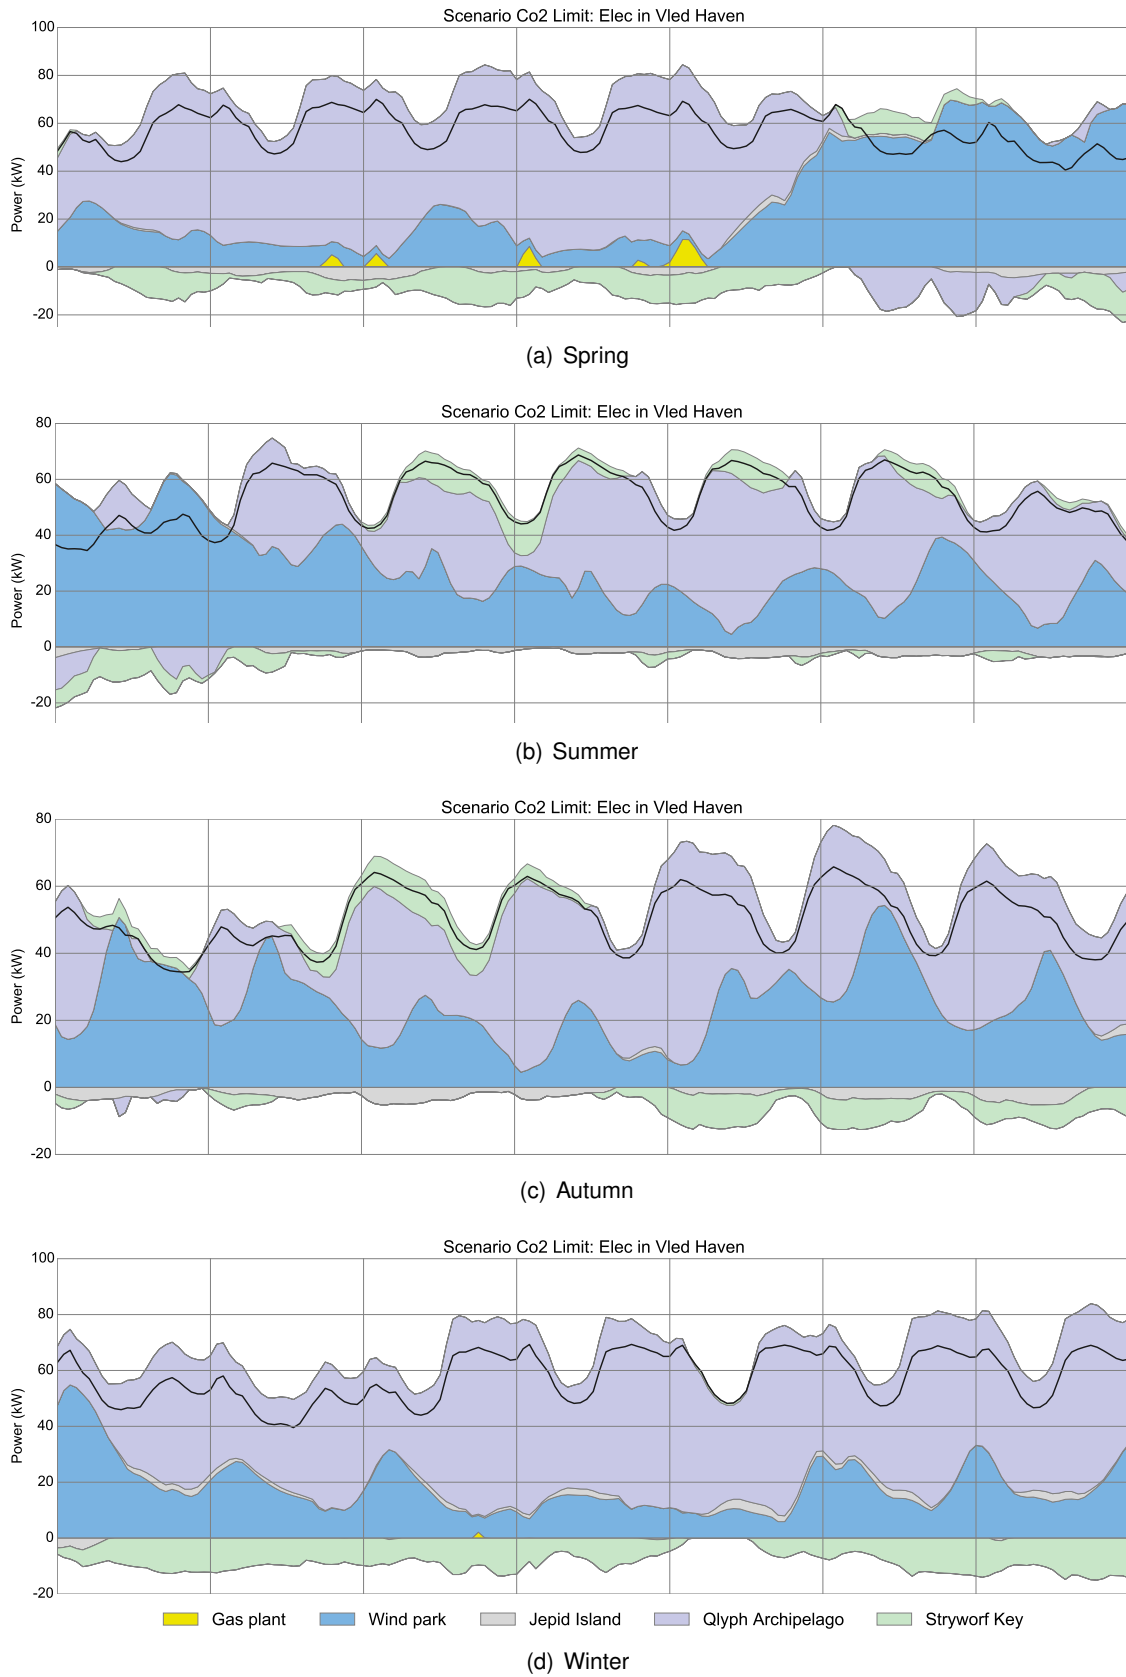 Scenario Co2 Limit: Elec in Vled Haven
100
80
60
40
20
0
-20
Power (kW)
(a) Spring
Scenario Co2 Limit: Elec in Vled Haven
80
60
40
20
0
-20
Power (kW)
(b) Summer
Scenario Co2 Limit: Elec in Vled Haven
80
60
40
20
0
-20
Power (kW)
(c) Autumn
Scenario Co2 Limit: Elec in Vled Haven
100
80
60
40
20
0
-20
Power (kW)
Gas plant Wind park Jepid Island Qlyph Archipelago Stryworf Key
(d) Winter